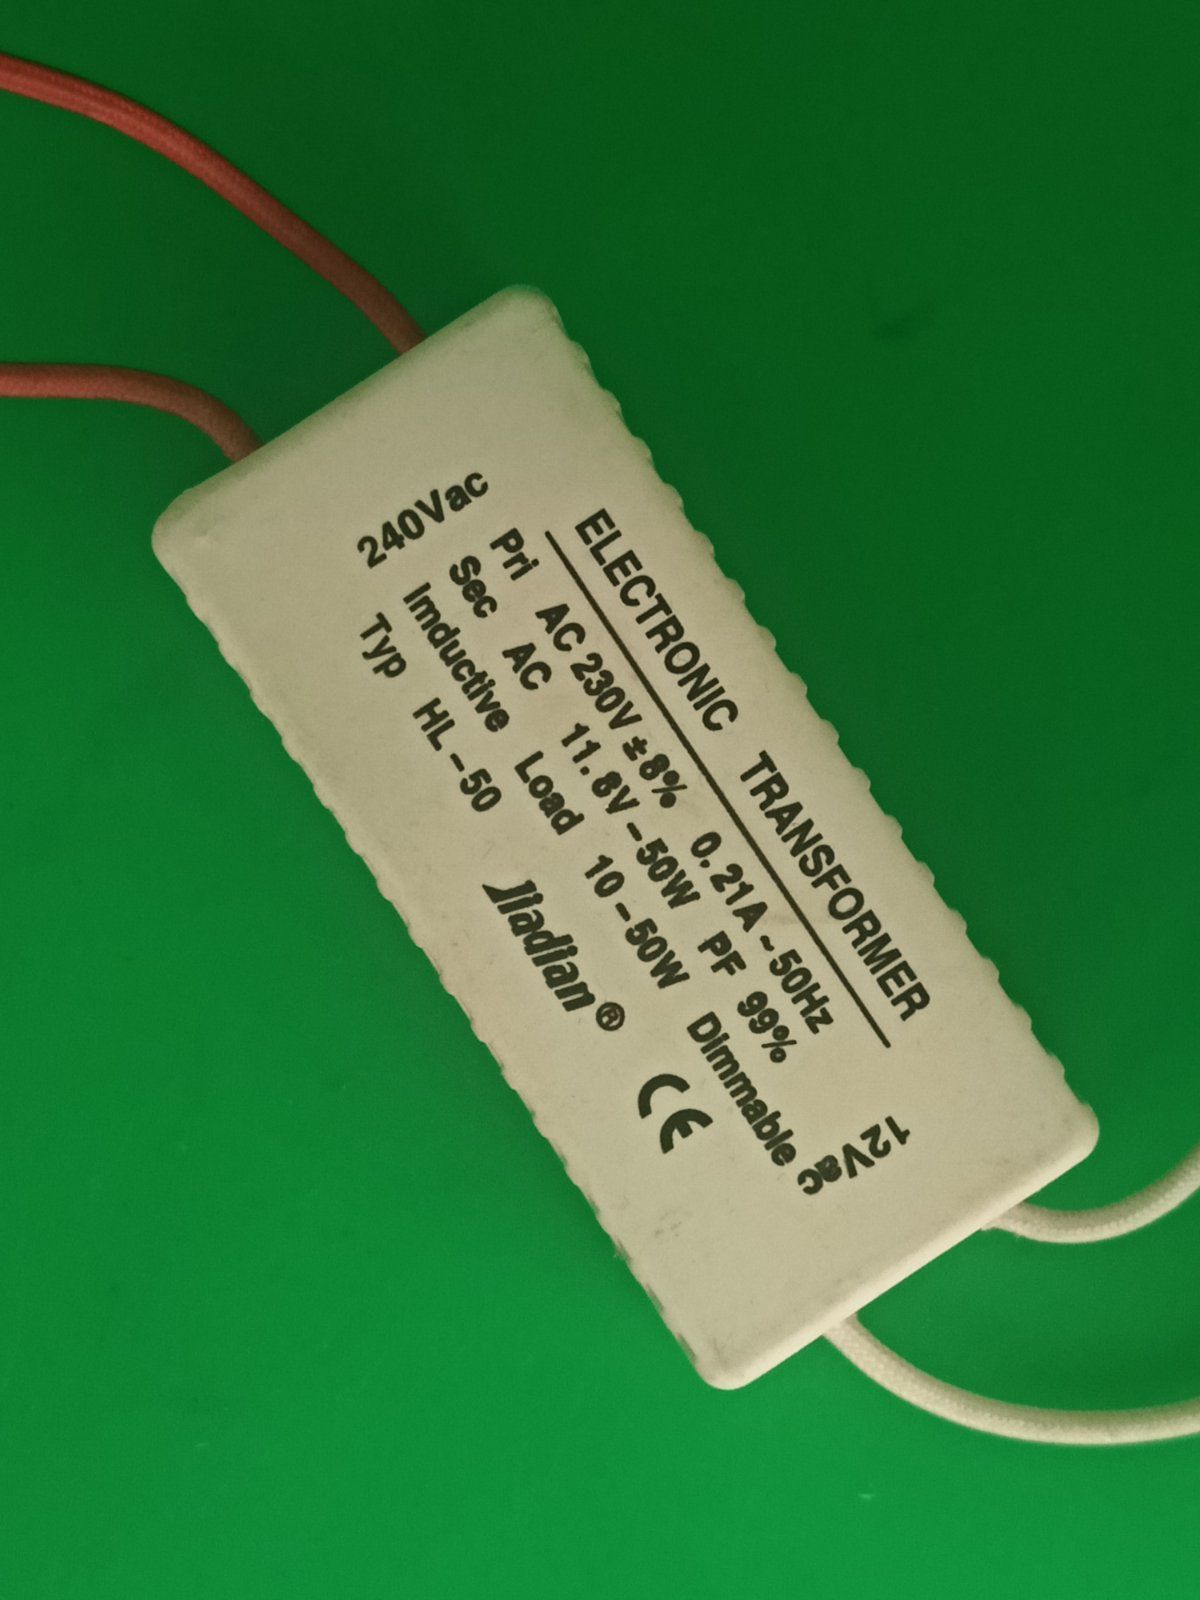 ELECTRONIC TRANSFORMER
Pri AC 230V ±8% 0.21A ~50Hz
Sec AC 11.8V -50W PF 99%
Imductive Load 10-50W Dimmable
Typ HL-50
Jiadian®
CE
240Vac
12Vac